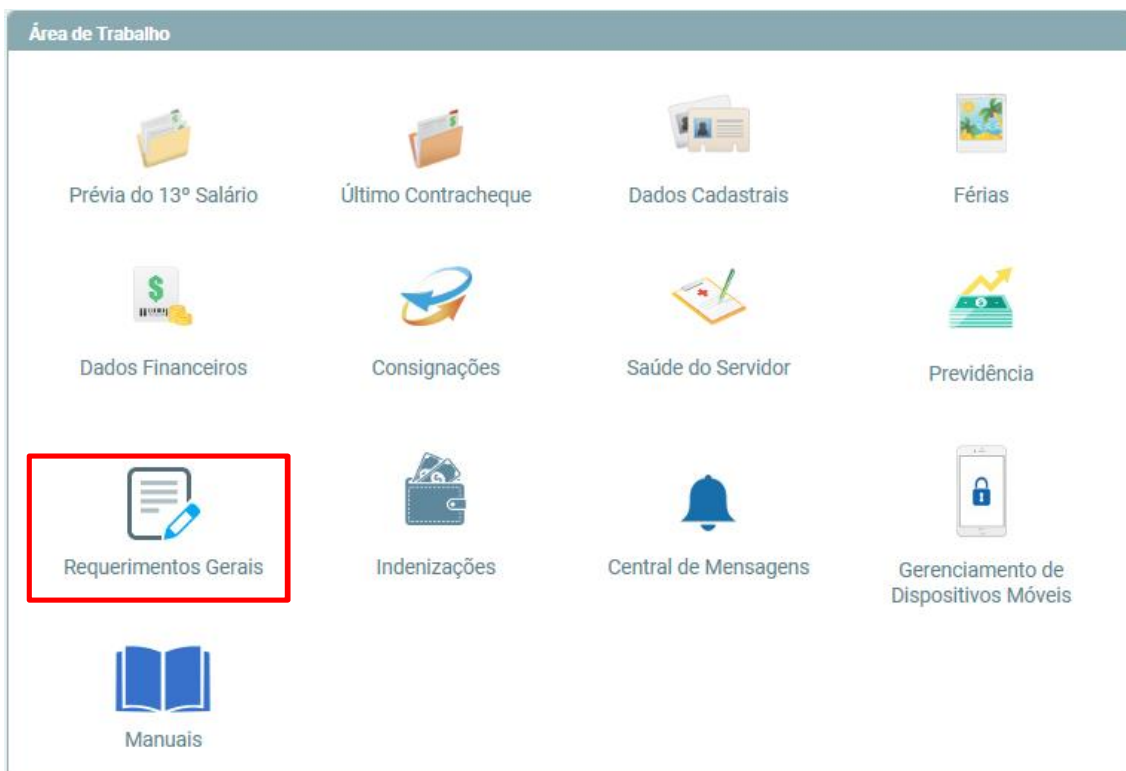 Área de Trabalho
Prévia do 13º Salário
Último Contracheque
Dados Cadastrais
Férias
Dados Financeiros
Consignações
Saúde do Servidor
Previdência
Requerimentos Gerais
Indenizações
Central de Mensagens
Gerenciamento de
Dispositivos Móveis
Manuais